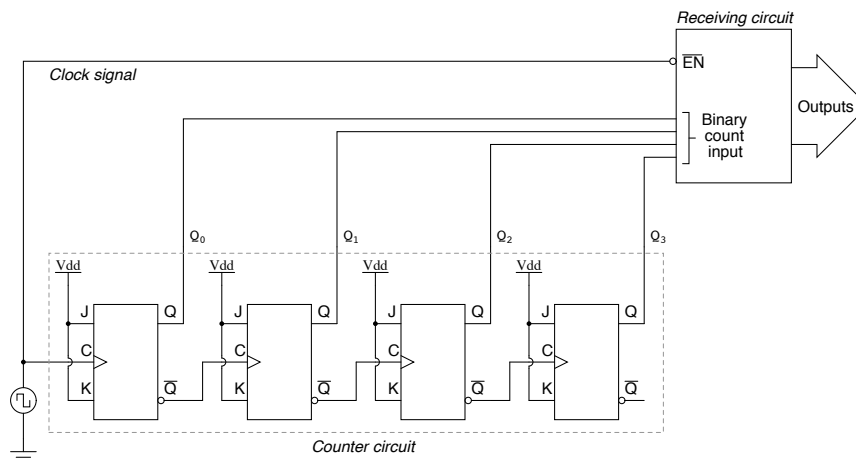 Receiving circuit
Clock signal
EN
Binary
count
input
Outputs
Q0
Q1
Q2
Q3
Vdd
Vdd
Vdd
Vdd
J
Q
J
Q
J
Q
J
Q
C
C
C
C
K
Q
K
Q
K
Q
K
Q
Counter circuit